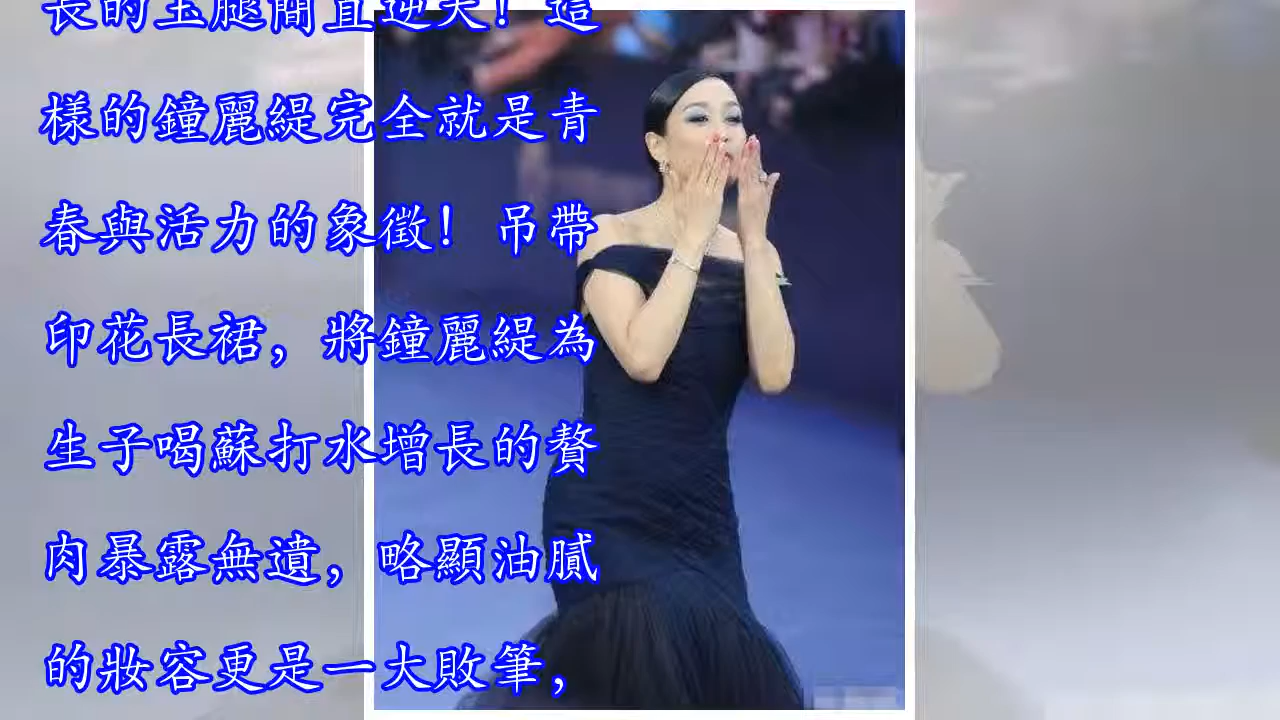 長的玉腿簡直逆天！這
樣的鐘麗緹完全就是青
春與活力的象徵！吊帶
印花長裙，將鐘麗緹為
生子喝蘇打水增長的贅
肉暴露無遺，略顯油膩
的妝容更是一大敗筆，